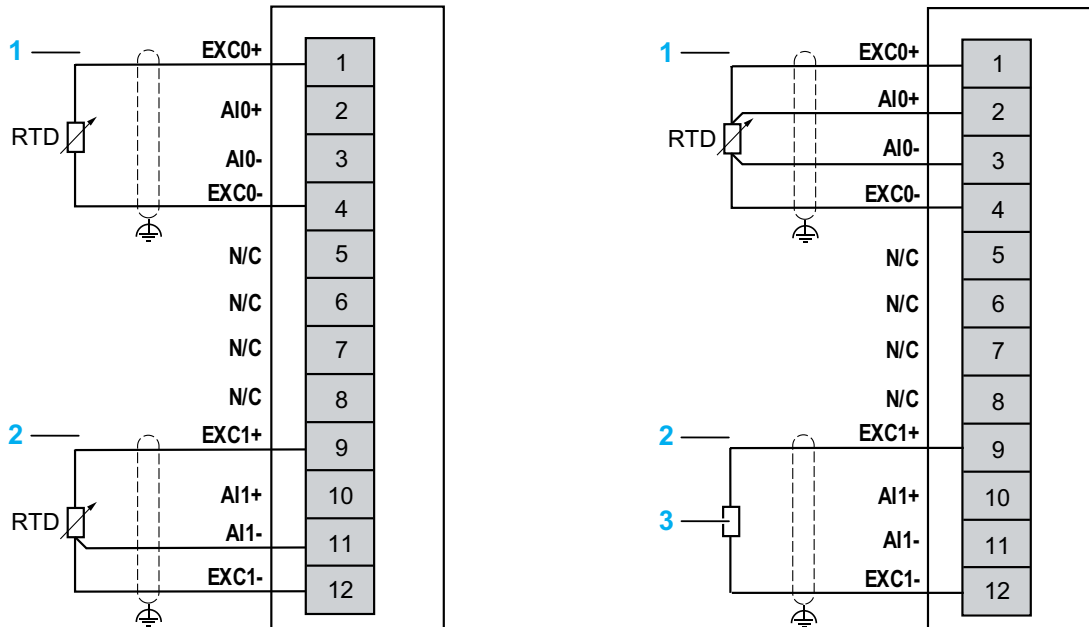 1
EXC0+
1
AI0+
2
RTD
AI0-
3
EXC0-
4
N/C
5
N/C
6
N/C
7
N/C
8
2
EXC1+
9
AI1+
10
RTD
AI1-
11
EXC1-
12
1
EXC0+
1
AI0+
2
RTD
AI0-
3
EXC0-
4
N/C
5
N/C
6
N/C
7
N/C
8
2
EXC1+
9
AI1+
10
3
AI1-
11
EXC1-
12